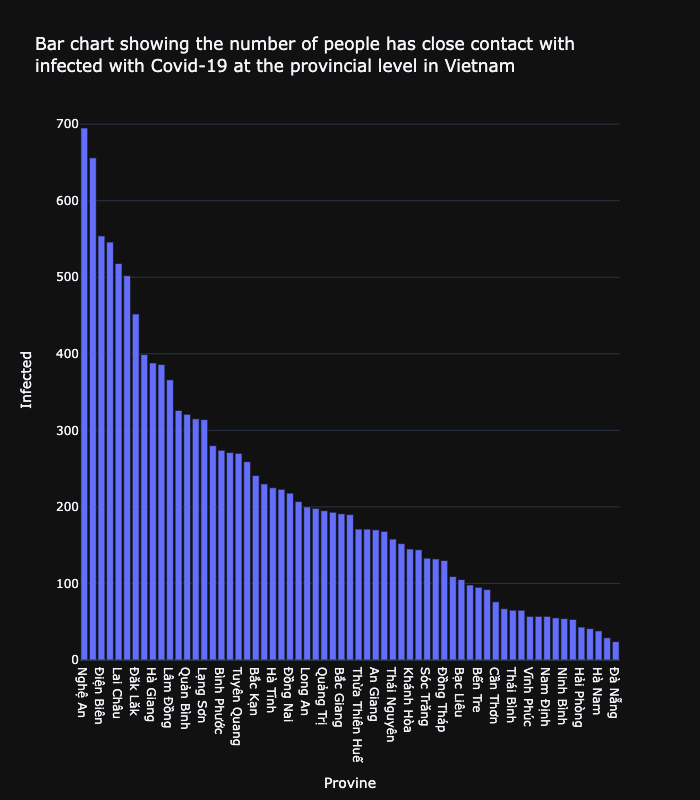 Bar chart showing the number of people has close contact with
infected with Covid-19 at the provincial level in Vietnam
700
600
500
400
300
200
100
0
Infected
Nghệ An
Điện Biên
Lai Châu
Đăk Lăk
Hà Giang
Lâm Đồng
Quản Bình
Lạng Sơn
Bình Phước
Tuyên Quang
Bắc Kạn
Hà Tĩnh
Đồng Nai
Long An
Quảng Trị
Bắc Giang
Thừa Thiên Huế
An Giang
Thái Nguyên
Khánh Hòa
Sóc Trăng
Đồng Tháp
Bạc Liêu
Bến Tre
Cần Thơn
Thái Bình
Vĩnh Phúc
Nam Định
Ninh Bình
Hải Phòng
Hà Nam
Đà Nẵng
Provine